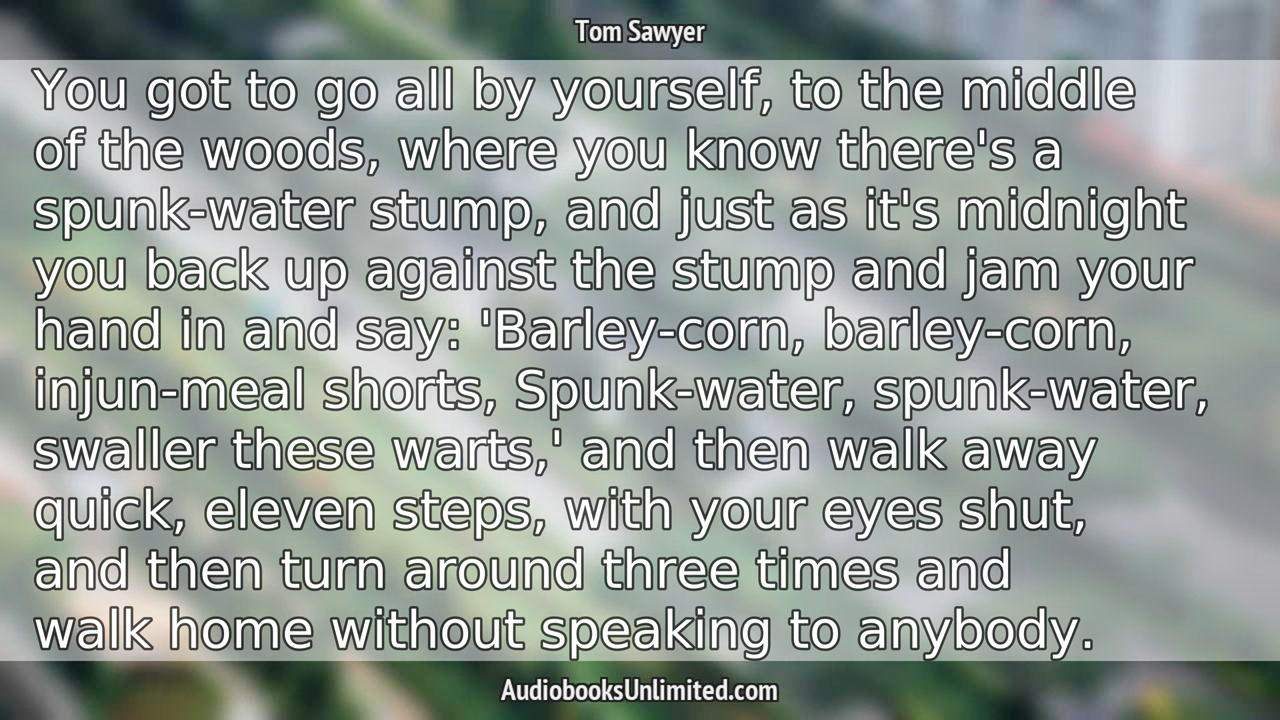 Tom Sawyer
You got to go all by yourself, to the middle
of the woods, where you know there's a
spunk-water stump, and just as it's midnight
you back up against the stump and jam your
hand in and say: 'Barley-corn, barley-corn,
injun-meal shorts, Spunk-water, spunk-water,
swaller these warts,' and then walk away
quick, eleven steps, with your eyes shut,
and then turn around three times and
walk home without speaking to anybody.
AudiobooksUnlimited.com